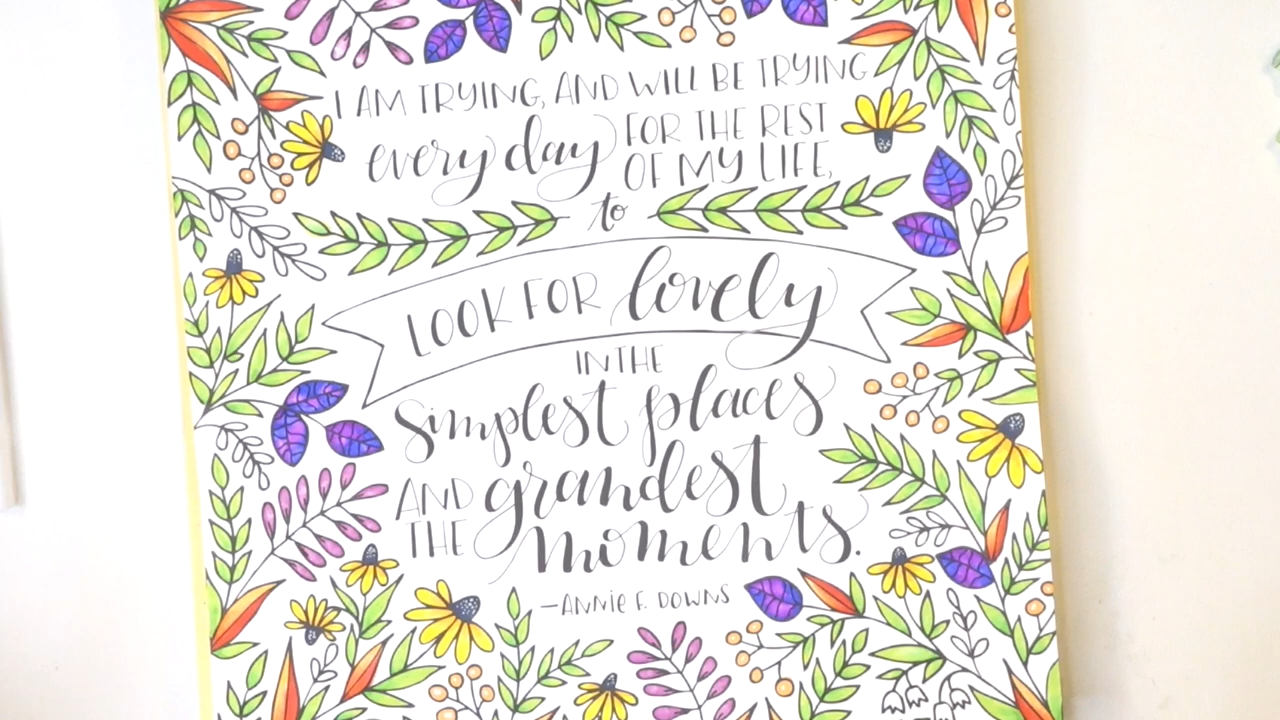 I AM TRYING, AND WILL BE TRYING
every day FOR THE REST
OF MY LIFE,
to
LOOK FOR lovely
IN THE
simplest places
AND grandest
THE moments.
—ANNIE F. DOWNS